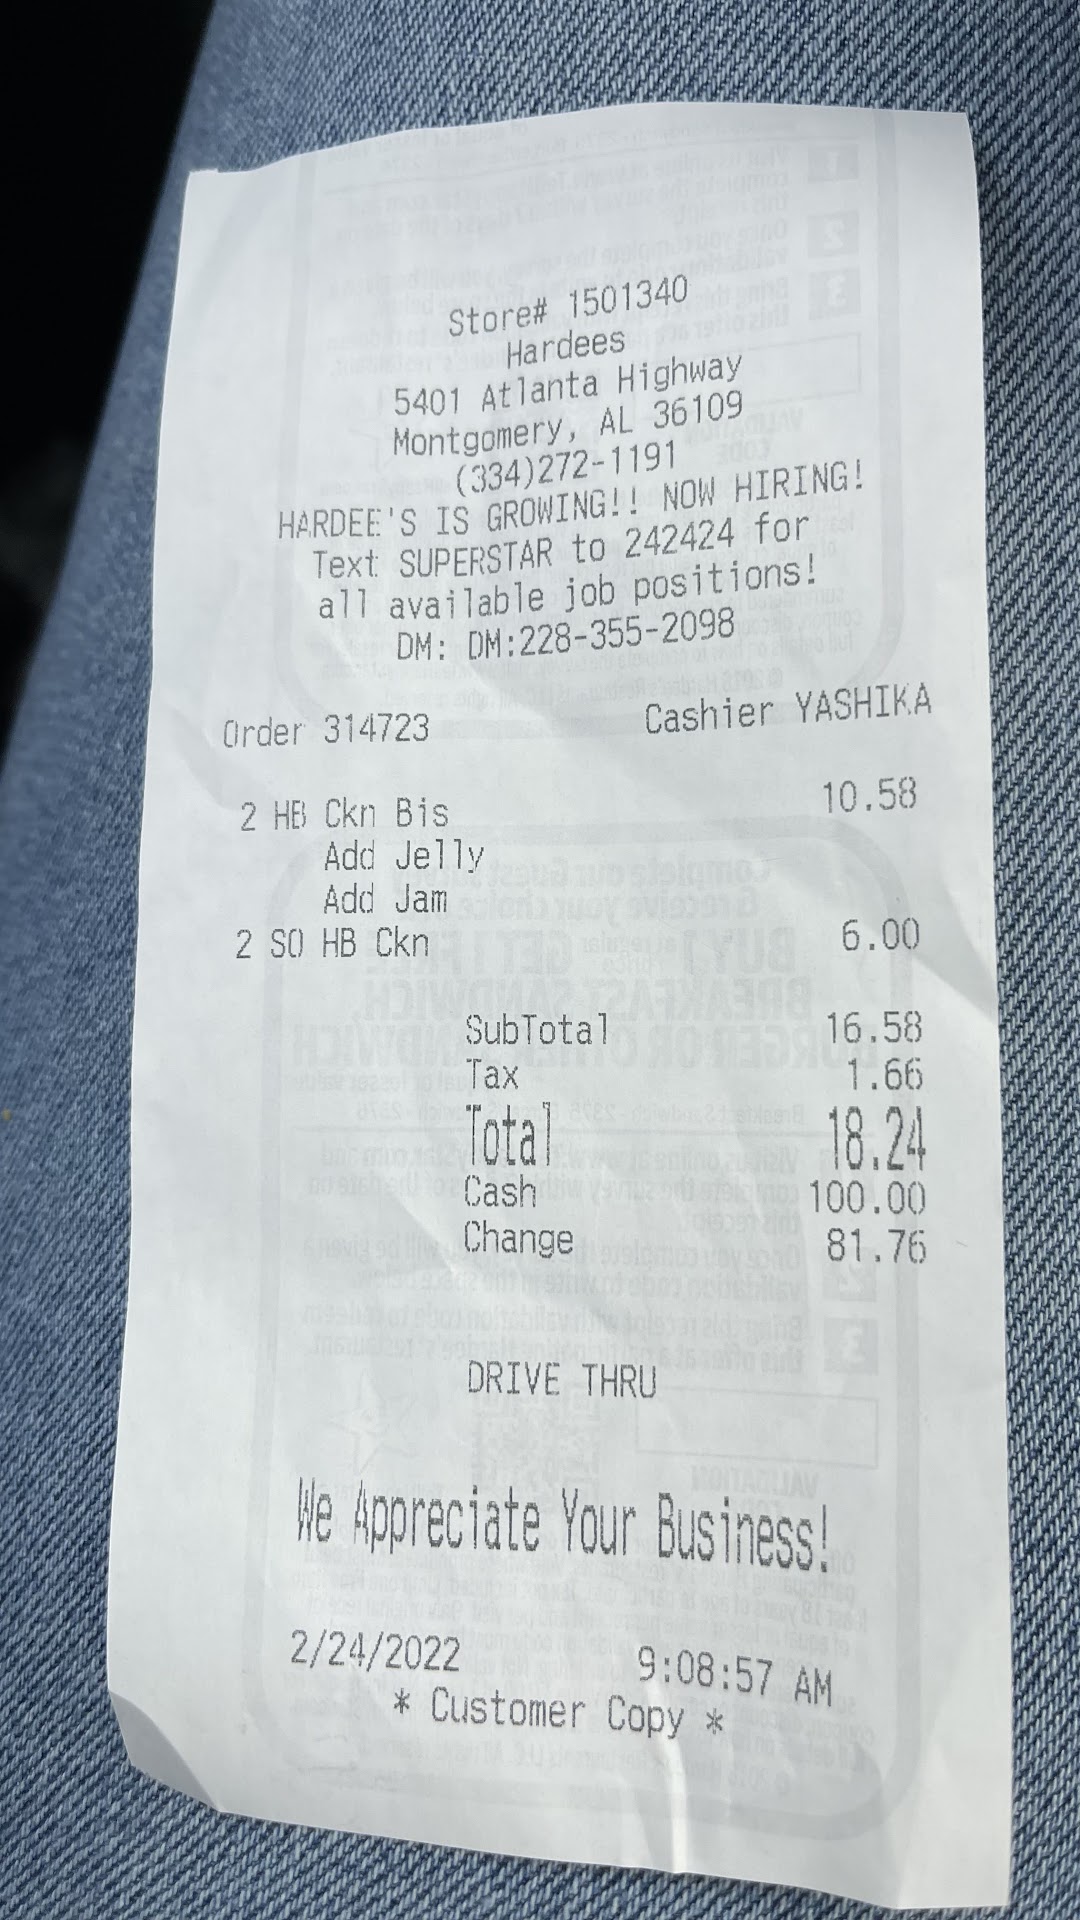 Store# 1501340
Hardees
5401 Atlanta Highway
Montgomery, AL 36109
(334)272-1191
HARDEE'S IS GROWING!! NOW HIRING!
Text SUPERSTAR to 242424 for
all available job positions!
DM: DM:228-355-2098
Order 314723 Cashier YASHIKA
2 HB Ckn Bis 10.58
Add Jelly
Add Jam
2 SO HB Ckn 6.00
SubTotal 16.58
Tax 1.66
Total 18.24
Cash 100.00
Change 81.76
DRIVE THRU
We Appreciate Your Business!
2/24/2022 9:08:57 AM
* Customer Copy *